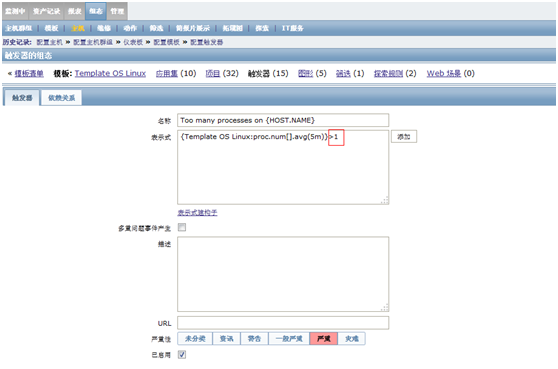 监测中 资产记录 报表 组态 管理
主机群组 | 模板 | 主机 | 维修 | 动作 | 筛选 | 简报片展示 | 拓扑图 | 探索 | IT服务
历史记录: 配置主机 » 配置主机群组 » 仪表板 » 配置模板 » 配置触发器
触发器的组态
« 模板清单 模板: Template OS Linux 应用集 (10) 项目 (32) 触发器 (15) 图形 (5) 筛选 (1) 探索规则 (2) Web 场景 (0)
触发器 依赖关系
名称 Too many processes on {HOST.NAME}
表示式 {Template OS Linux:proc.num[].avg(5m)}>1 添加
表示式建构子
多重问题事件产生
描述
URL
严重性 未分类 资讯 警告 一般严重 严重 灾难
已启用